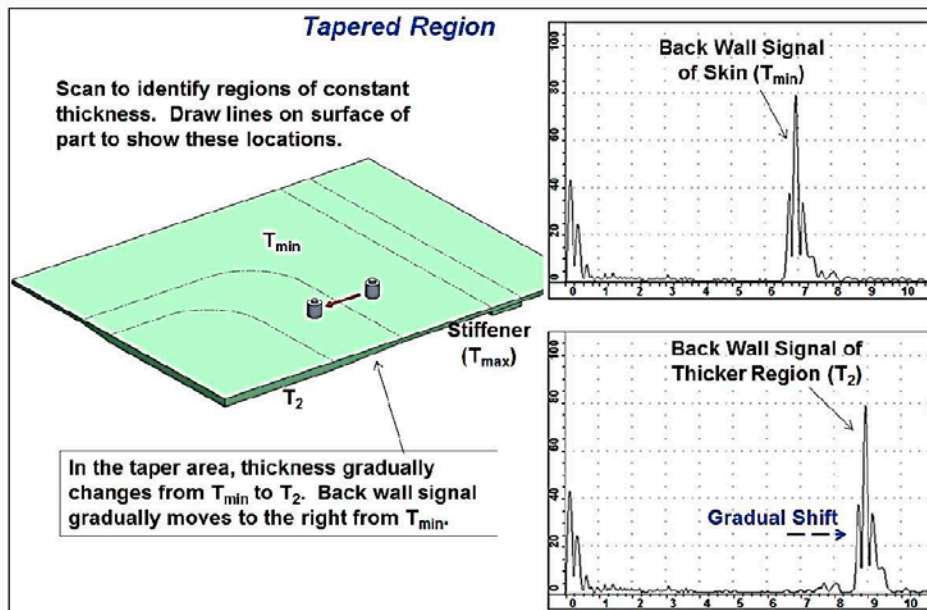 Tapered Region
Scan to identify regions of constant
thickness. Draw lines on surface of
part to show these locations.
Tmin
Stiffener
(Tmax)
T2
In the taper area, thickness gradually
changes from Tmin to T2. Back wall signal
gradually moves to the right from Tmin.
Back Wall Signal
of Skin (Tmin)
100
80
60
40
20
0
0 1 2 3 4 5 6 7 8 9 10
Back Wall Signal of
Thicker Region (T2)
Gradual Shift
100
80
60
40
20
0
0 1 2 3 4 5 6 7 8 9 10